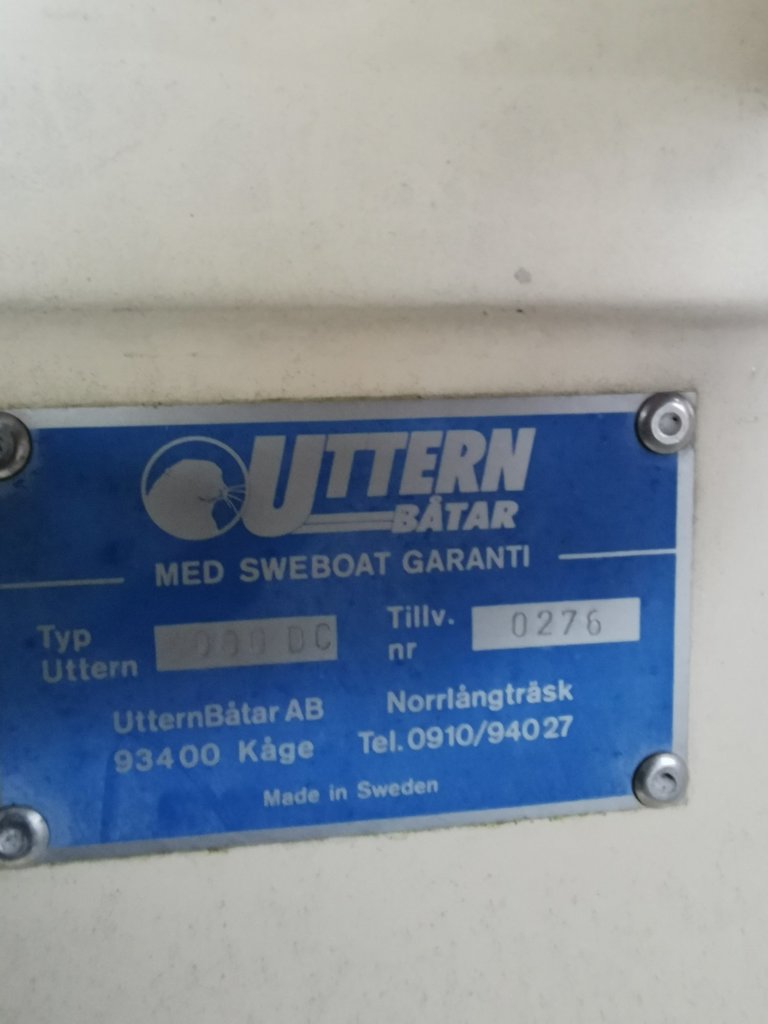 UTTERN
BÅTAR
MED SWEBOAT GARANTI
Typ
Uttern
DC
Tillv.
nr
0276
UtternBåtar AB
93400 Kåge
Norrlångträsk
Tel.0910/94027
Made in Sweden